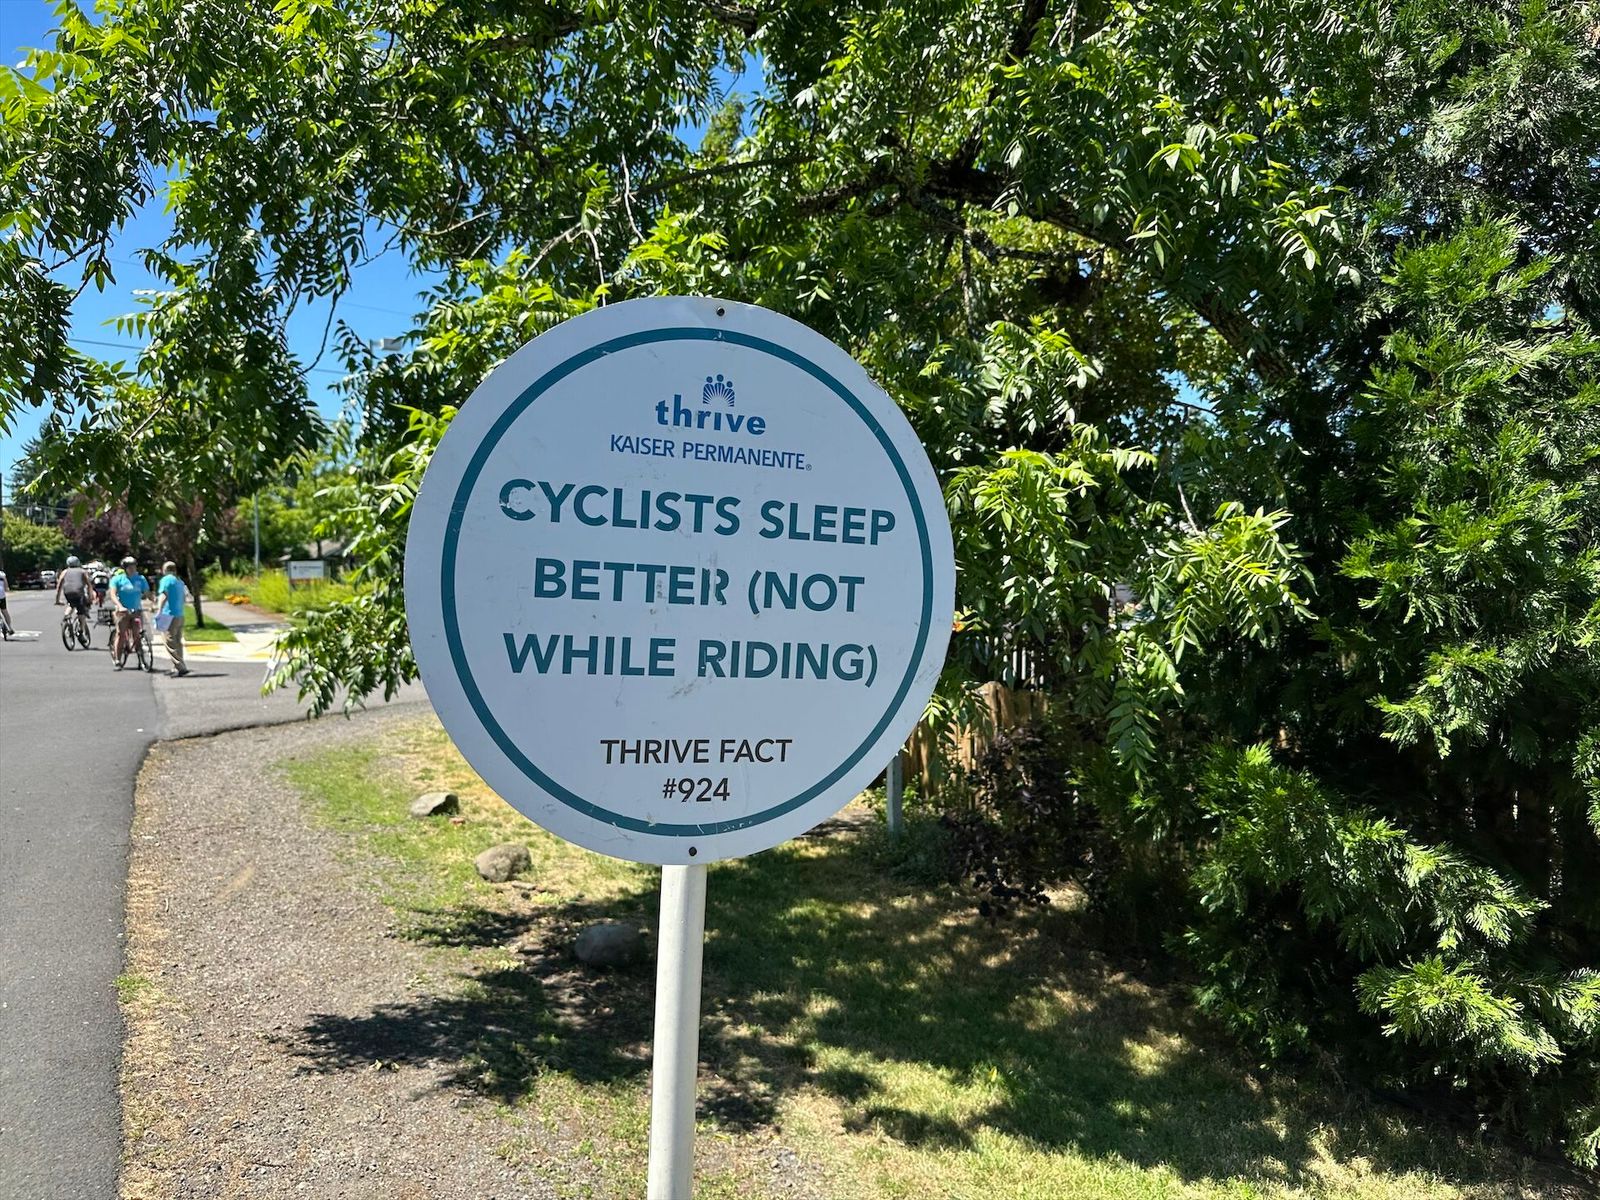 thrive
KAISER PERMANENTE®
CYCLISTS SLEEP
BETTER (NOT
WHILE RIDING)
THRIVE FACT
#924